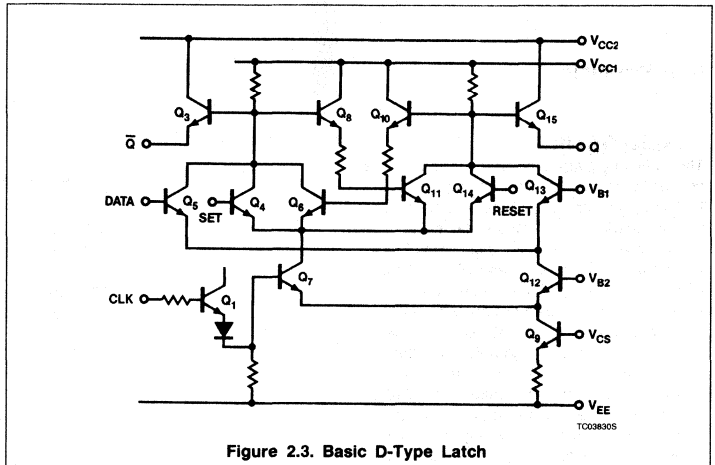 V_CC2
V_CC1
Q_3
Q_8
Q_10
Q_15
Q̅
Q
DATA
Q_5
SET
Q_4
Q_6
Q_11
Q_14
RESET
Q_13
V_B1
Q_7
Q_12
V_B2
CLK
Q_1
Q_9
V_CS
V_EE
TC03830S
Figure 2.3. Basic D-Type Latch